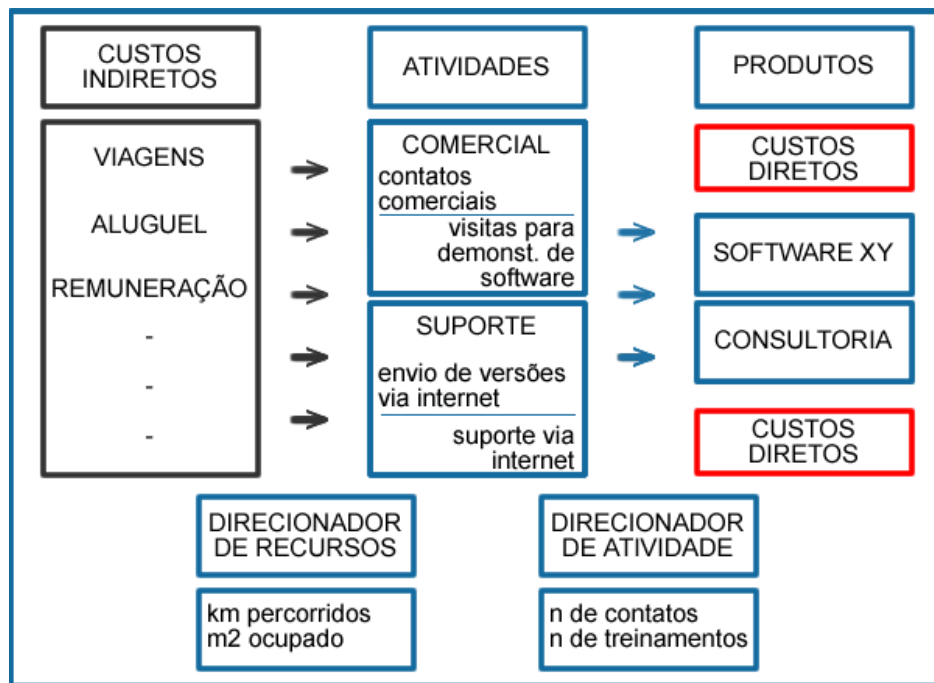 CUSTOS
INDIRETOS
ATIVIDADES
PRODUTOS
VIAGENS
ALUGUEL
REMUNERAÇÃO
-
-
-
COMERCIAL
contatos
comerciais
visitas para
demonst. de
software
SUPORTE
envio de versões
via internet
suporte via
internet
CUSTOS
DIRETOS
SOFTWARE XY
CONSULTORIA
CUSTOS
DIRETOS
DIRECIONADOR
DE RECURSOS
DIRECIONADOR
DE ATIVIDADE
km percorridos
m2 ocupado
n de contatos
n de treinamentos